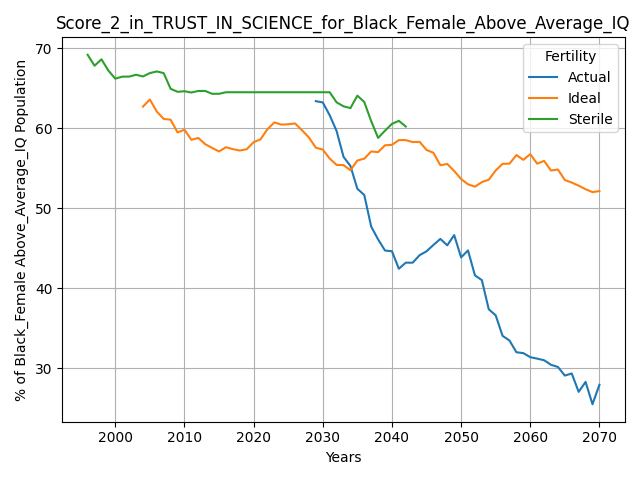 Score_2_in_TRUST_IN_SCIENCE_for_Black_Female_Above_Average_IQ
% of Black_Female Above_Average_IQ Population
70
60
50
40
30
Fertility
Actual
Ideal
Sterile
2000 2010 2020 2030 2040 2050 2060 2070
Years